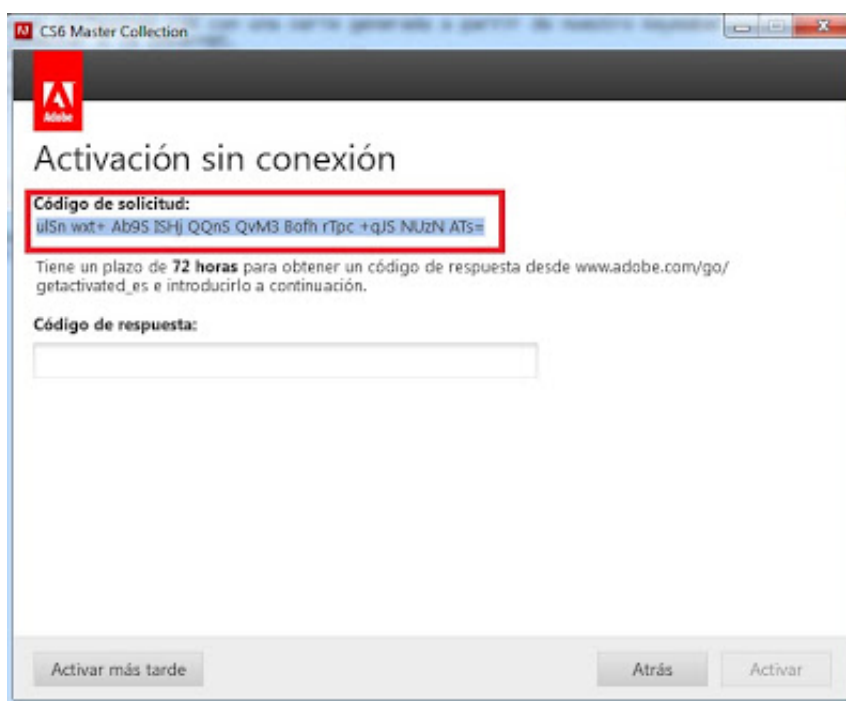 CS6 Master Collection
Adobe
Activación sin conexión
Código de solicitud:
ulSn wxt+ Ab9S ISHj QQnS QvM3 Bofh rTpc +qJS NUzN ATs=
Tiene un plazo de 72 horas para obtener un código de respuesta desde www.adobe.com/go/
getactivated_es e introducirlo a continuación.
Código de respuesta:
Activar más tarde
Atrás
Activar